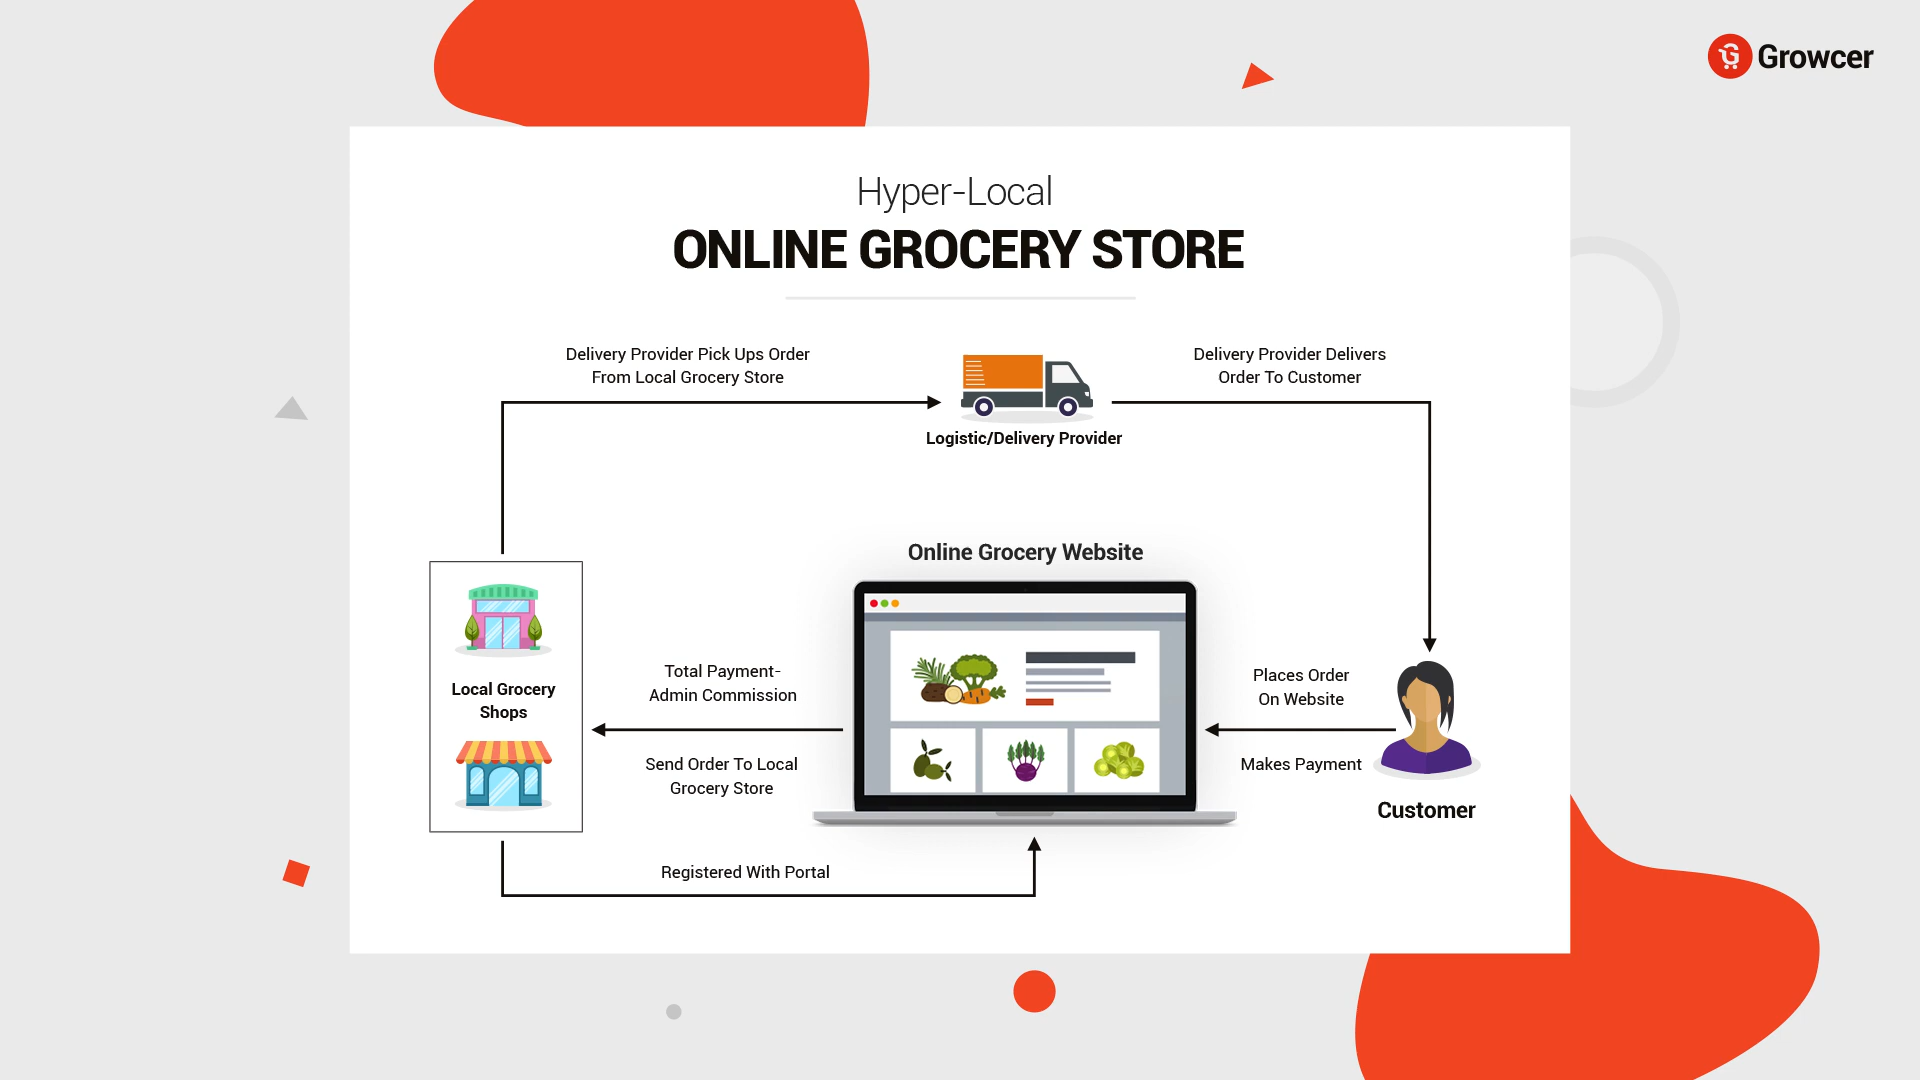 Growcer
Hyper-Local
ONLINE GROCERY STORE
Delivery Provider Pick Ups Order
From Local Grocery Store
Delivery Provider Delivers
Order To Customer
Logistic/Delivery Provider
Online Grocery Website
Local Grocery
Shops
Total Payment-
Admin Commission
Send Order To Local
Grocery Store
Places Order
On Website
Makes Payment
Customer
Registered With Portal